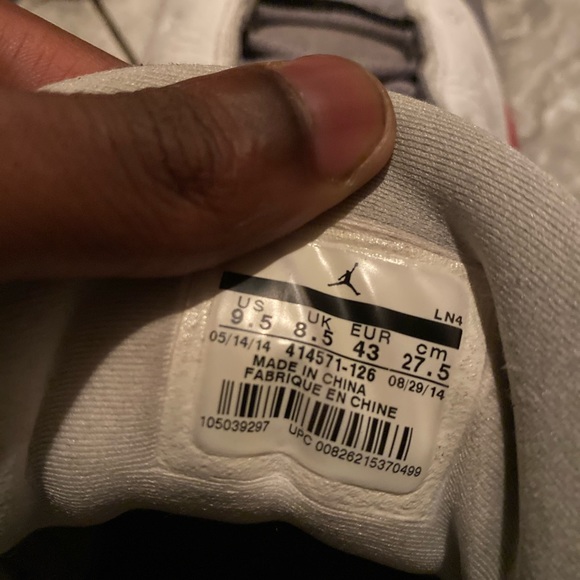 LN4
US UK EUR cm
9.5 8.5 43 27.5
05/14/14 414571-126 08/29/14
MADE IN CHINA
FABRIQUE EN CHINE
105039297 UPC 00826215370499